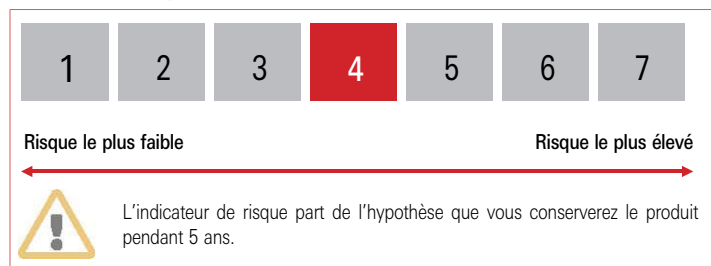 1 2 3 4 5 6 7
Risque le plus faible Risque le plus élevé
L'indicateur de risque part de l'hypothèse que vous conserverez le produit
pendant 5 ans.